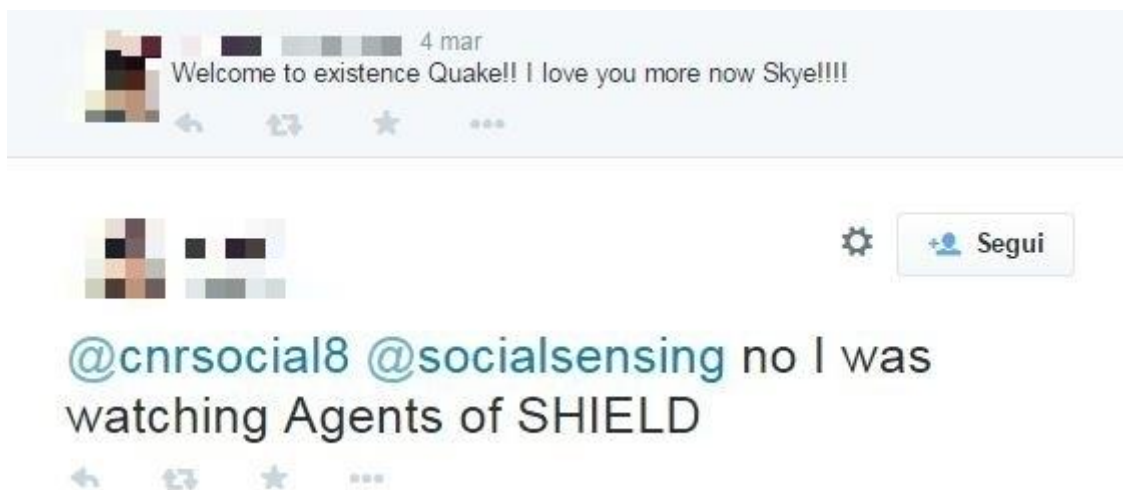 4 mar
Welcome to existence Quake!! I love you more now Skye!!!!
Segui
@cnrsocial8 @socialsensing no I was
watching Agents of SHIELD